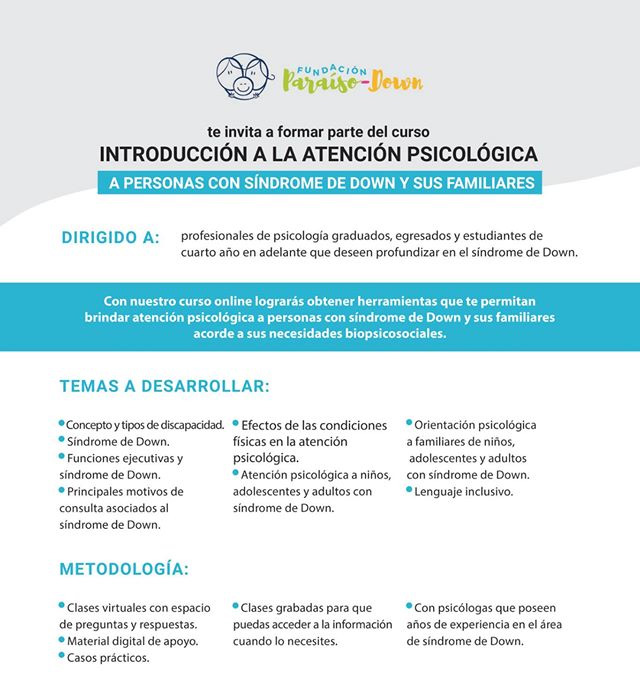 FUNDACIÓN
Paraíso-Down
te invita a formar parte del curso
INTRODUCCIÓN A LA ATENCIÓN PSICOLÓGICA
A PERSONAS CON SÍNDROME DE DOWN Y SUS FAMILIARES
DIRIGIDO A:
profesionales de psicología graduados, egresados y estudiantes de
cuarto año en adelante que deseen profundizar en el síndrome de Down.
Con nuestro curso online lograrás obtener herramientas que te permitan
brindar atención psicológica a personas con síndrome de Down y sus familiares
acorde a sus necesidades biopsicosociales.
TEMAS A DESARROLLAR:
Concepto y tipos de discapacidad.
Síndrome de Down.
Funciones ejecutivas y
síndrome de Down.
Principales motivos de
consulta asociados al
síndrome de Down.
Efectos de las condiciones
físicas en la atención
psicológica.
Atención psicológica a niños,
adolescentes y adultos con
síndrome de Down.
Orientación psicológica
a familiares de niños,
adolescentes y adultos
con síndrome de Down.
Lenguaje inclusivo.
METODOLOGÍA:
Clases virtuales con espacio
de preguntas y respuestas.
Material digital de apoyo.
Casos prácticos.
Clases grabadas para que
puedas acceder a la información
cuando lo necesites.
Con psicólogas que poseen
años de experiencia en el área
de síndrome de Down.